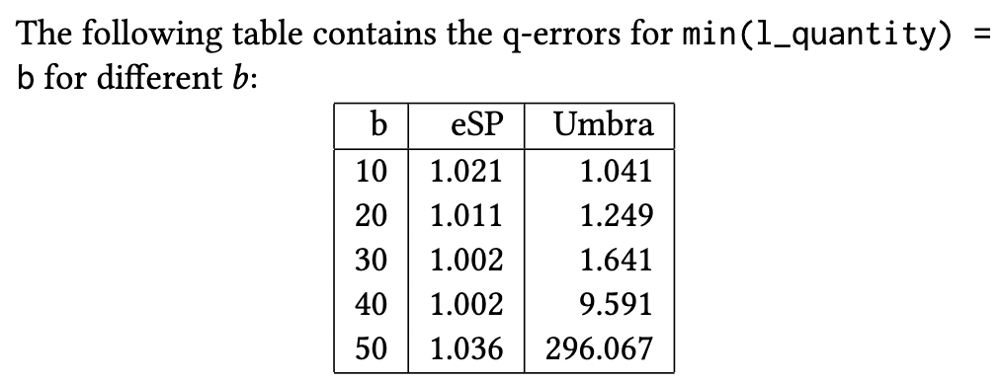 The following table contains the q-errors for min(l_quantity) =
b for different b:
b eSP Umbra
10 1.021 1.041
20 1.011 1.249
30 1.002 1.641
40 1.002 9.591
50 1.036 296.067